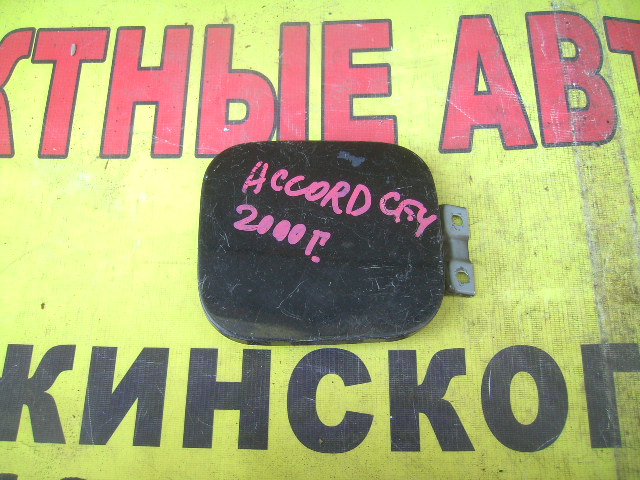 КТНЫЕ АВТ
ACCORD CF4
2000г.
ЖИНСКОГ